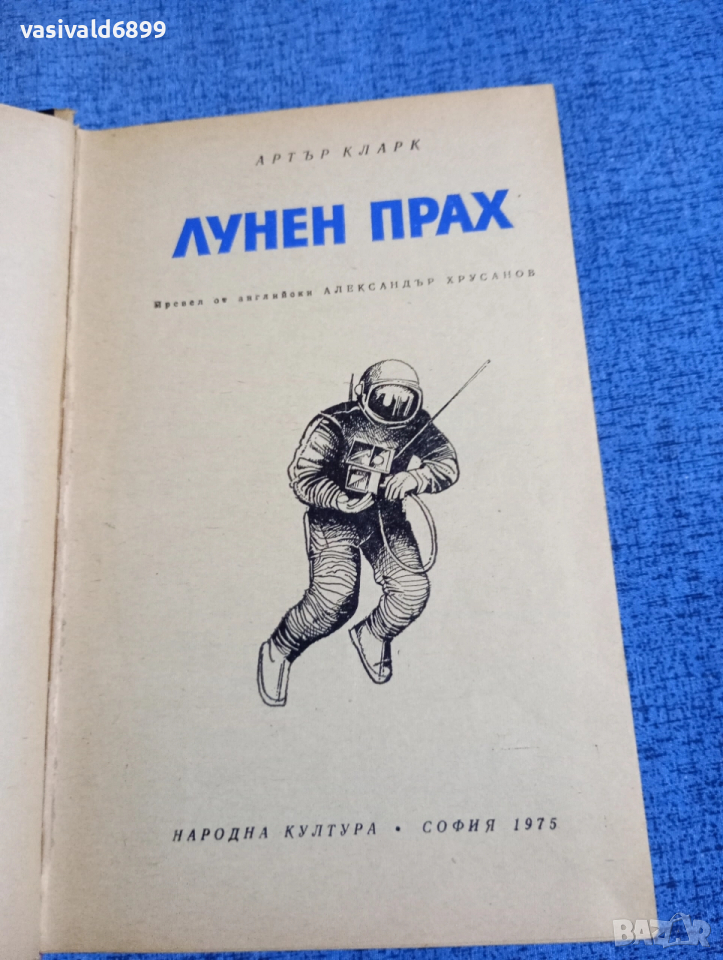 vasivald6899
АРТЪР КЛАРК
ЛУНЕН ПРАХ
Превел от английски АЛЕКСАНДЪР ХРУСАНОВ
НАРОДНА КУЛТУРА • СОФИЯ 1975
BAZAR